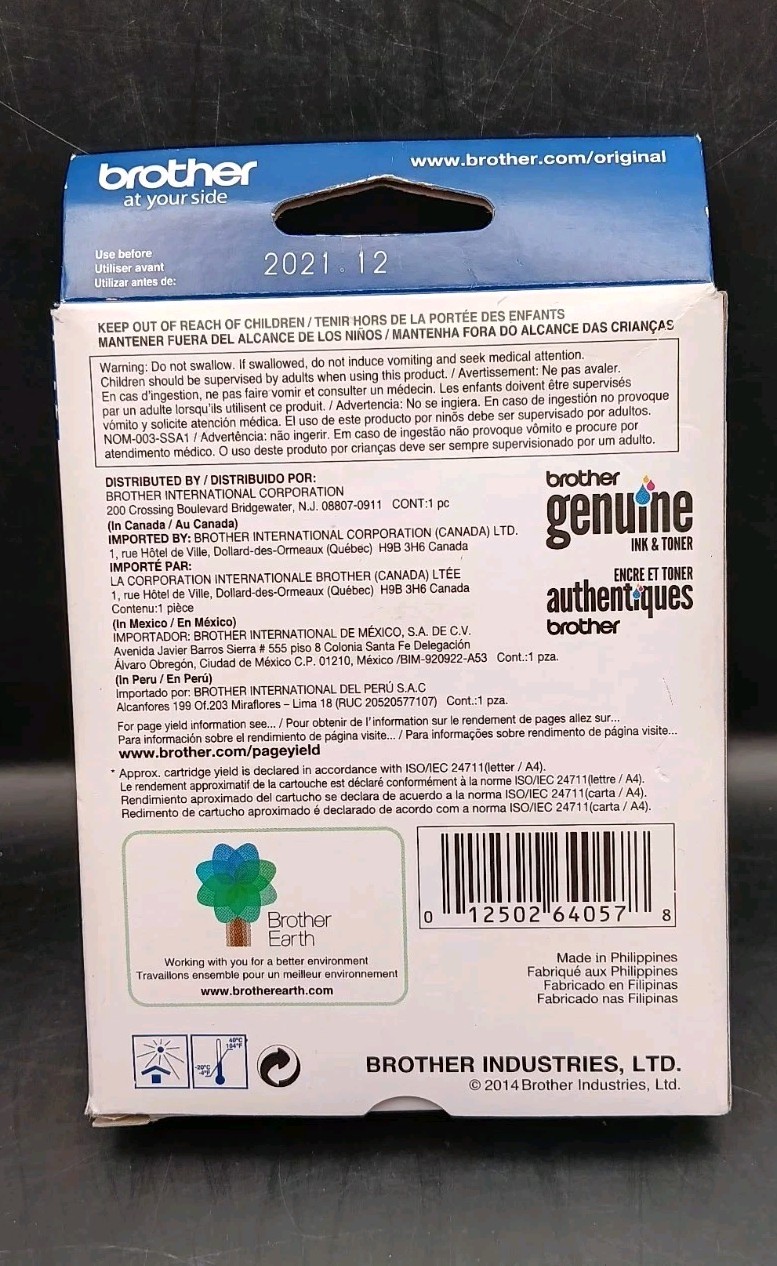 brother
at your side
www.brother.com/original
Use before
Utiliser avant
Utilizar antes de:
2021.12
KEEP OUT OF REACH OF CHILDREN / TENIR HORS DE LA PORTÉE DES ENFANTS
MANTENER FUERA DEL ALCANCE DE LOS NIÑOS / MANTENHA FORA DO ALCANCE DAS CRIANÇAS
Warning: Do not swallow. If swallowed, do not induce vomiting and seek medical attention.
Children should be supervised by adults when using this product. / Avertissement: Ne pas avaler.
En cas d'ingestion, ne pas faire vomir et consulter un médecin. Les enfants doivent être supervisés
par un adulte lorsqu'ils utilisent ce produit. / Advertencia: No se ingiera. En caso de ingestión no provoque
vómito y solicite atención médica. El uso de este producto por niños debe ser supervisado por adultos.
NOM-003-SSA1 / Advertência: não ingerir. Em caso de ingestão não provoque vômito e procure por
atendimento médico. O uso deste produto por crianças deve ser sempre supervisionado por um adulto.
DISTRIBUTED BY / DISTRIBUIDO POR:
BROTHER INTERNATIONAL CORPORATION
200 Crossing Boulevard Bridgewater, N.J. 08807-0911 CONT:1 pc
(In Canada / Au Canada)
IMPORTED BY: BROTHER INTERNATIONAL CORPORATION (CANADA) LTD.
1, rue Hôtel de Ville, Dollard-des-Ormeaux (Québec) H9B 3H6 Canada
IMPORTÉ PAR:
LA CORPORATION INTERNATIONALE BROTHER (CANADA) LTÉE
1, rue Hôtel de Ville, Dollard-des-Ormeaux (Québec) H9B 3H6 Canada
Contenu:1 pièce
(In Mexico / En México)
IMPORTADOR: BROTHER INTERNATIONAL DE MÉXICO, S.A. DE C.V.
Avenida Javier Barros Sierra # 555 piso 8 Colonia Santa Fe Delegación
Álvaro Obregón, Ciudad de México C.P. 01210, México /BIM-920922-A53 Cont.:1 pza.
(In Peru / En Perú)
Importado por: BROTHER INTERNATIONAL DEL PERÚ S.A.C
Alcanfores 199 Of.203 Miraflores – Lima 18 (RUC 20520577107) Cont.:1 pza.
brother
genuine
INK & TONER
ENCRE ET TONER
authentiques
brother
For page yield information see... / Pour obtenir de l'information sur le rendement de pages allez sur...
Para información sobre el rendimiento de página visite... / Para informações sobre rendimento de página visite...
www.brother.com/pageyield
* Approx. cartridge yield is declared in accordance with ISO/IEC 24711(letter / A4).
Le rendement approximatif de la cartouche est déclaré conformément à la norme ISO/IEC 24711(lettre / A4).
Rendimiento aproximado del cartucho se declara de acuerdo a la norma ISO/IEC 24711(carta / A4).
Redimento de cartucho aproximado é declarado de acordo com a norma ISO/IEC 24711(carta / A4).
Brother
Earth
Working with you for a better environment
Travaillons ensemble pour un meilleur environnement
www.brotherearth.com
0 12502 64057 8
Made in Philippines
Fabriqué aux Philippines
Fabricado en Filipinas
Fabricado nas Filipinas
40°C
104°F
-20°C
-4°F
BROTHER INDUSTRIES, LTD.
© 2014 Brother Industries, Ltd.